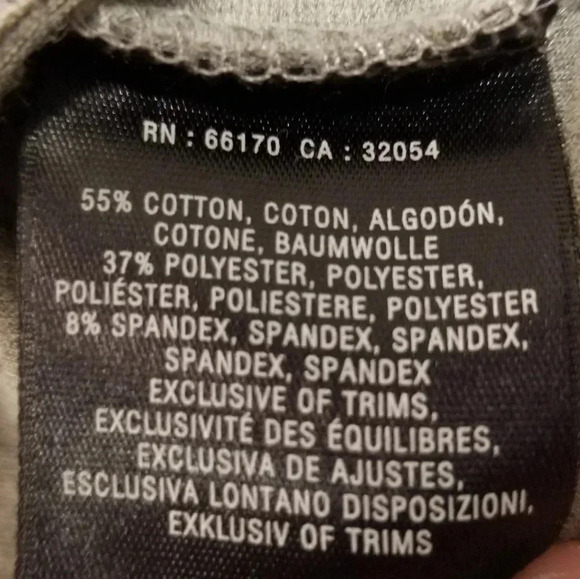 RN : 66170 CA : 32054
55% COTTON, COTON, ALGODÓN,
COTONE, BAUMWOLLE
37% POLYESTER, POLYESTER,
POLIÉSTER, POLIESTERE, POLYESTER
8% SPANDEX, SPANDEX, SPANDEX,
SPANDEX, SPANDEX
EXCLUSIVE OF TRIMS,
EXCLUSIVITÉ DES ÉQUILIBRES,
EXCLUSIVA DE AJUSTES,
ESCLUSIVA LONTANO DISPOSIZIONI,
EXKLUSIV OF TRIMS